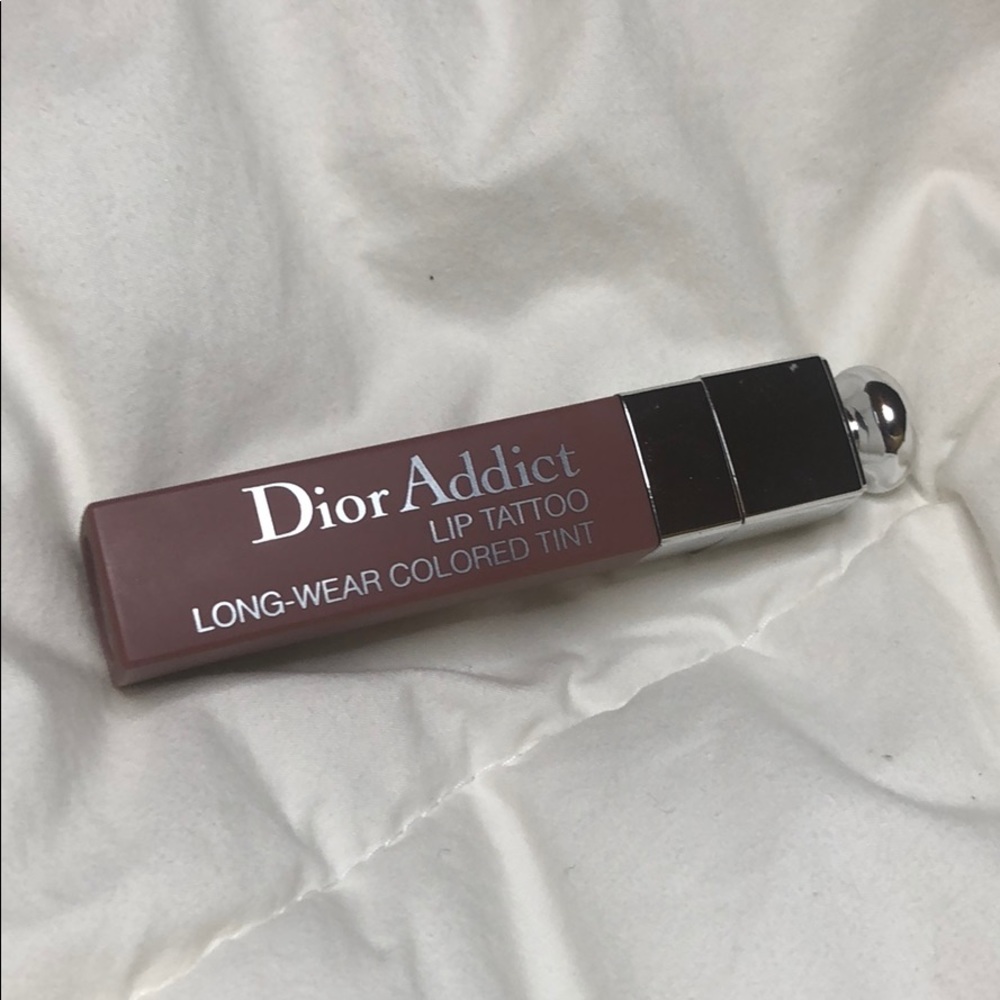 Dior Addict
LIP TATTOO
LONG-WEAR COLORED TINT